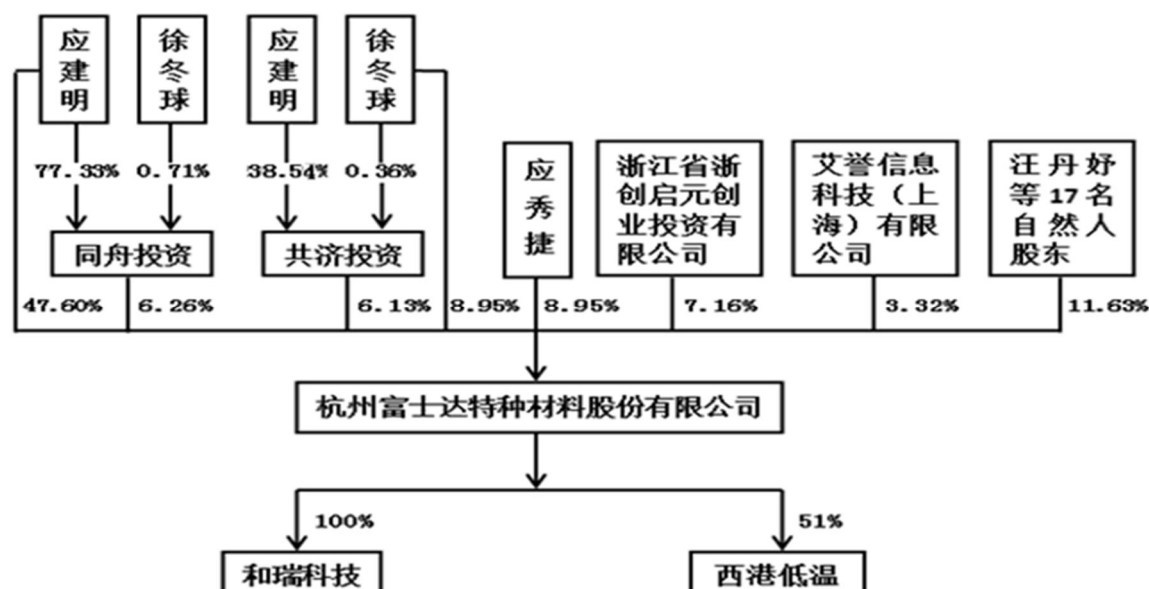 应建明
徐冬球
应建明
徐冬球
77.33%
0.71%
38.54%
0.36%
应秀捷
浙江省浙
创启元创
业投资有
限公司
艾誉信息
科技（上
海）有限
公司
汪丹妤
等17名
自然人
股东
同舟投资
共济投资
47.60%
6.26%
6.13%
8.95%
8.95%
7.16%
3.32%
11.63%
杭州富士达特种材料股份有限公司
100%
51%
和瑞科技
西港低温